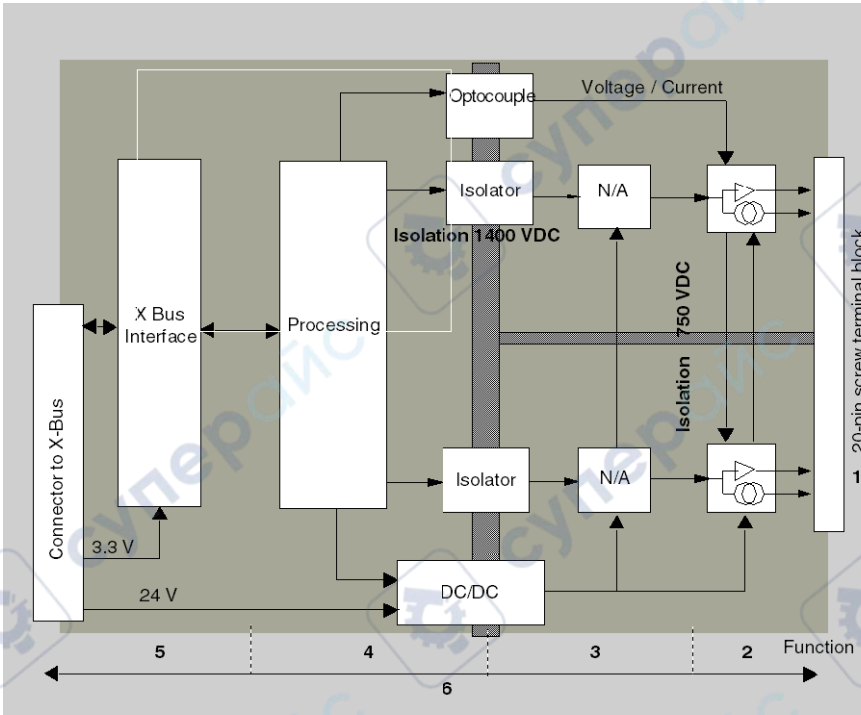 Optocouple
Voltage / Current
Isolator
N/A
Isolation 1400 VDC
X Bus
Interface
Processing
Isolation 750 VDC
Connector to X-Bus
20-pin screw terminal block
1
Isolator
N/A
3.3 V
24 V
DC/DC
5
4
3
2
Function
6
суперайс